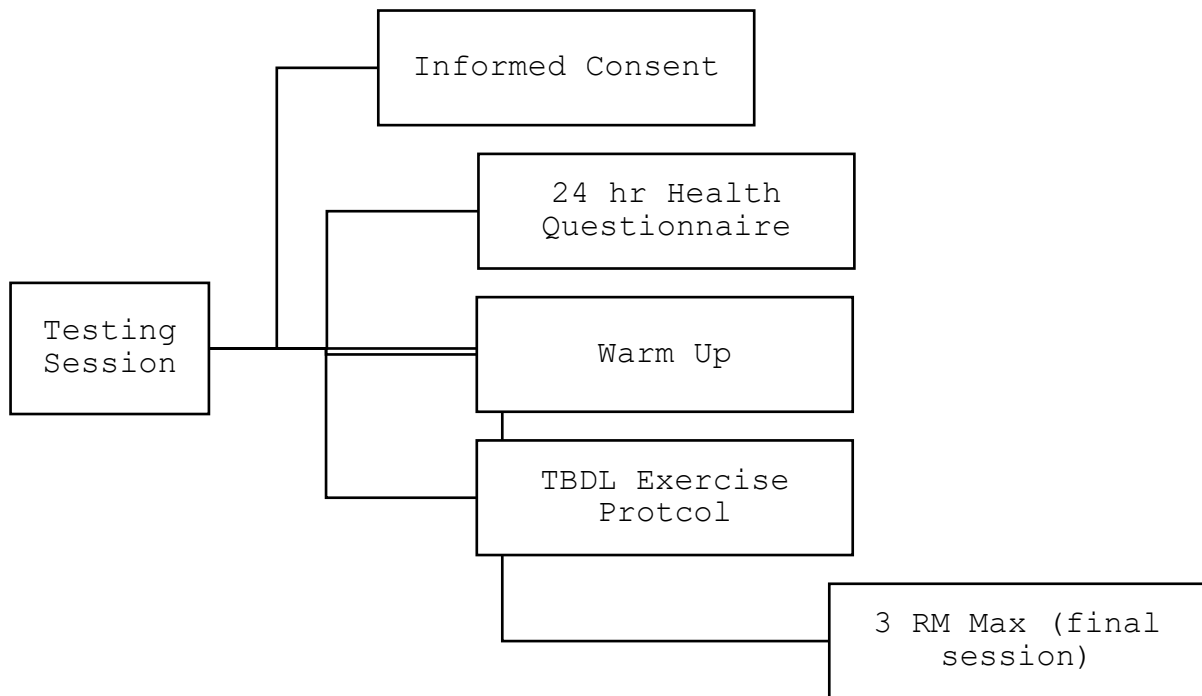 Informed Consent
24 hr Health
Questionnaire
Testing
Session
Warm Up
TBDL Exercise
Protcol
3 RM Max (final
session)